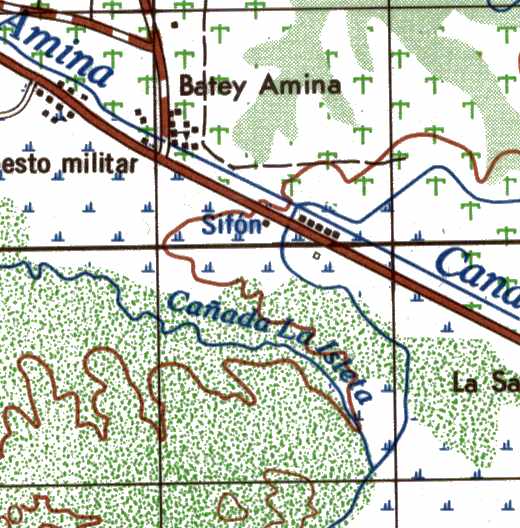 Amina
Batey Amina
esto militar
Sifón
Cana
Cañada La Isleta
La Sa